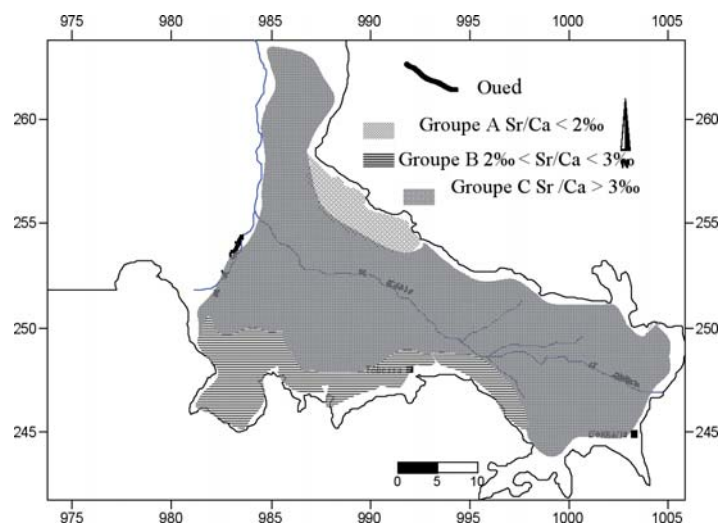 975 980 985 990 995 1000 1005
260
255
250
245
260
255
250
245
Oued
Groupe A Sr/Ca < 2‰
Groupe B 2‰ < Sr/Ca < 3‰
Groupe C Sr /Ca > 3‰
N
0 5 10
975 980 985 990 995 1000 1005